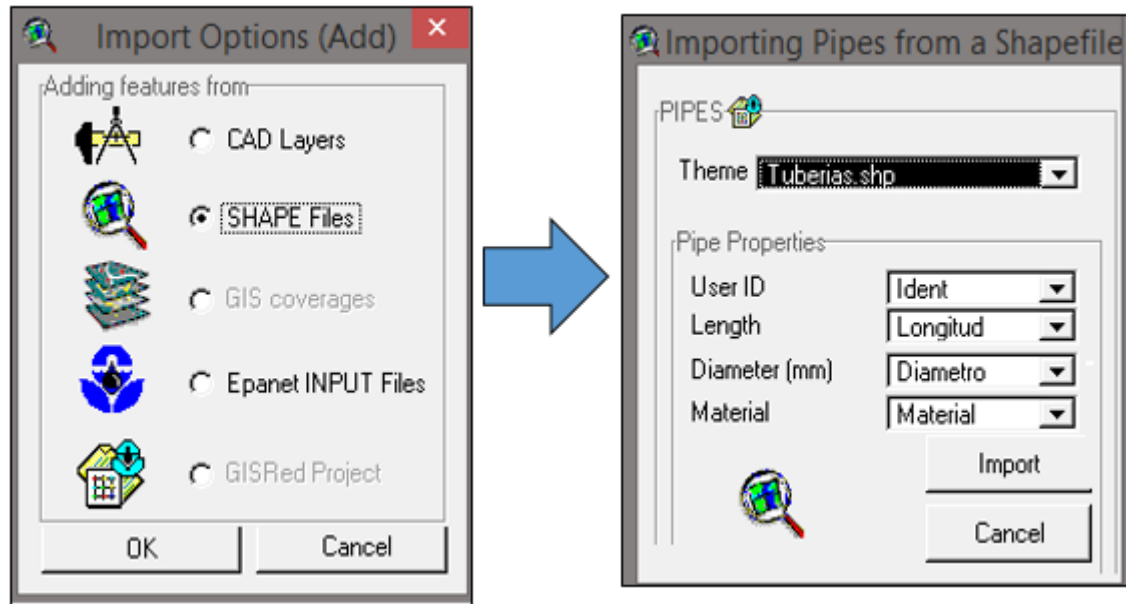 Import Options (Add)
Adding features from
CAD Layers
SHAPE Files
GIS coverages
Epanet INPUT Files
GISRed Project
OK Cancel
Importing Pipes from a Shapefile
PIPES
Theme Tuberias.shp
Pipe Properties
User ID Ident
Length Longitud
Diameter (mm) Diametro
Material Material
Import
Cancel